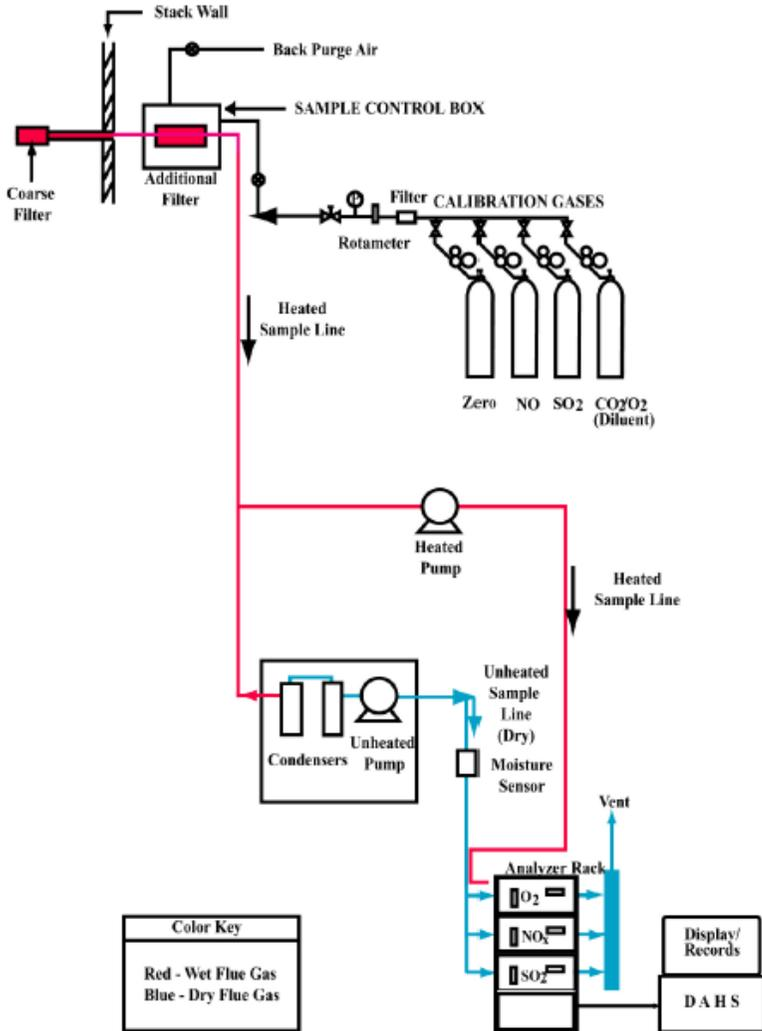 Stack Wall
Back Purge Air
SAMPLE CONTROL BOX
Coarse
Filter
Additional
Filter
Filter
CALIBRATION GASES
Rotameter
Heated
Sample Line
Zero
NO
SO2
CO2/O2
(Diluent)
Heated
Pump
Heated
Sample Line
Unheated
Sample
Line
(Dry)
Condensers
Unheated
Pump
Moisture
Sensor
Vent
Analyzer Rack
O2
NOx
SO2
Display/
Records
DAHS
Color Key
Red - Wet Flue Gas
Blue - Dry Flue Gas